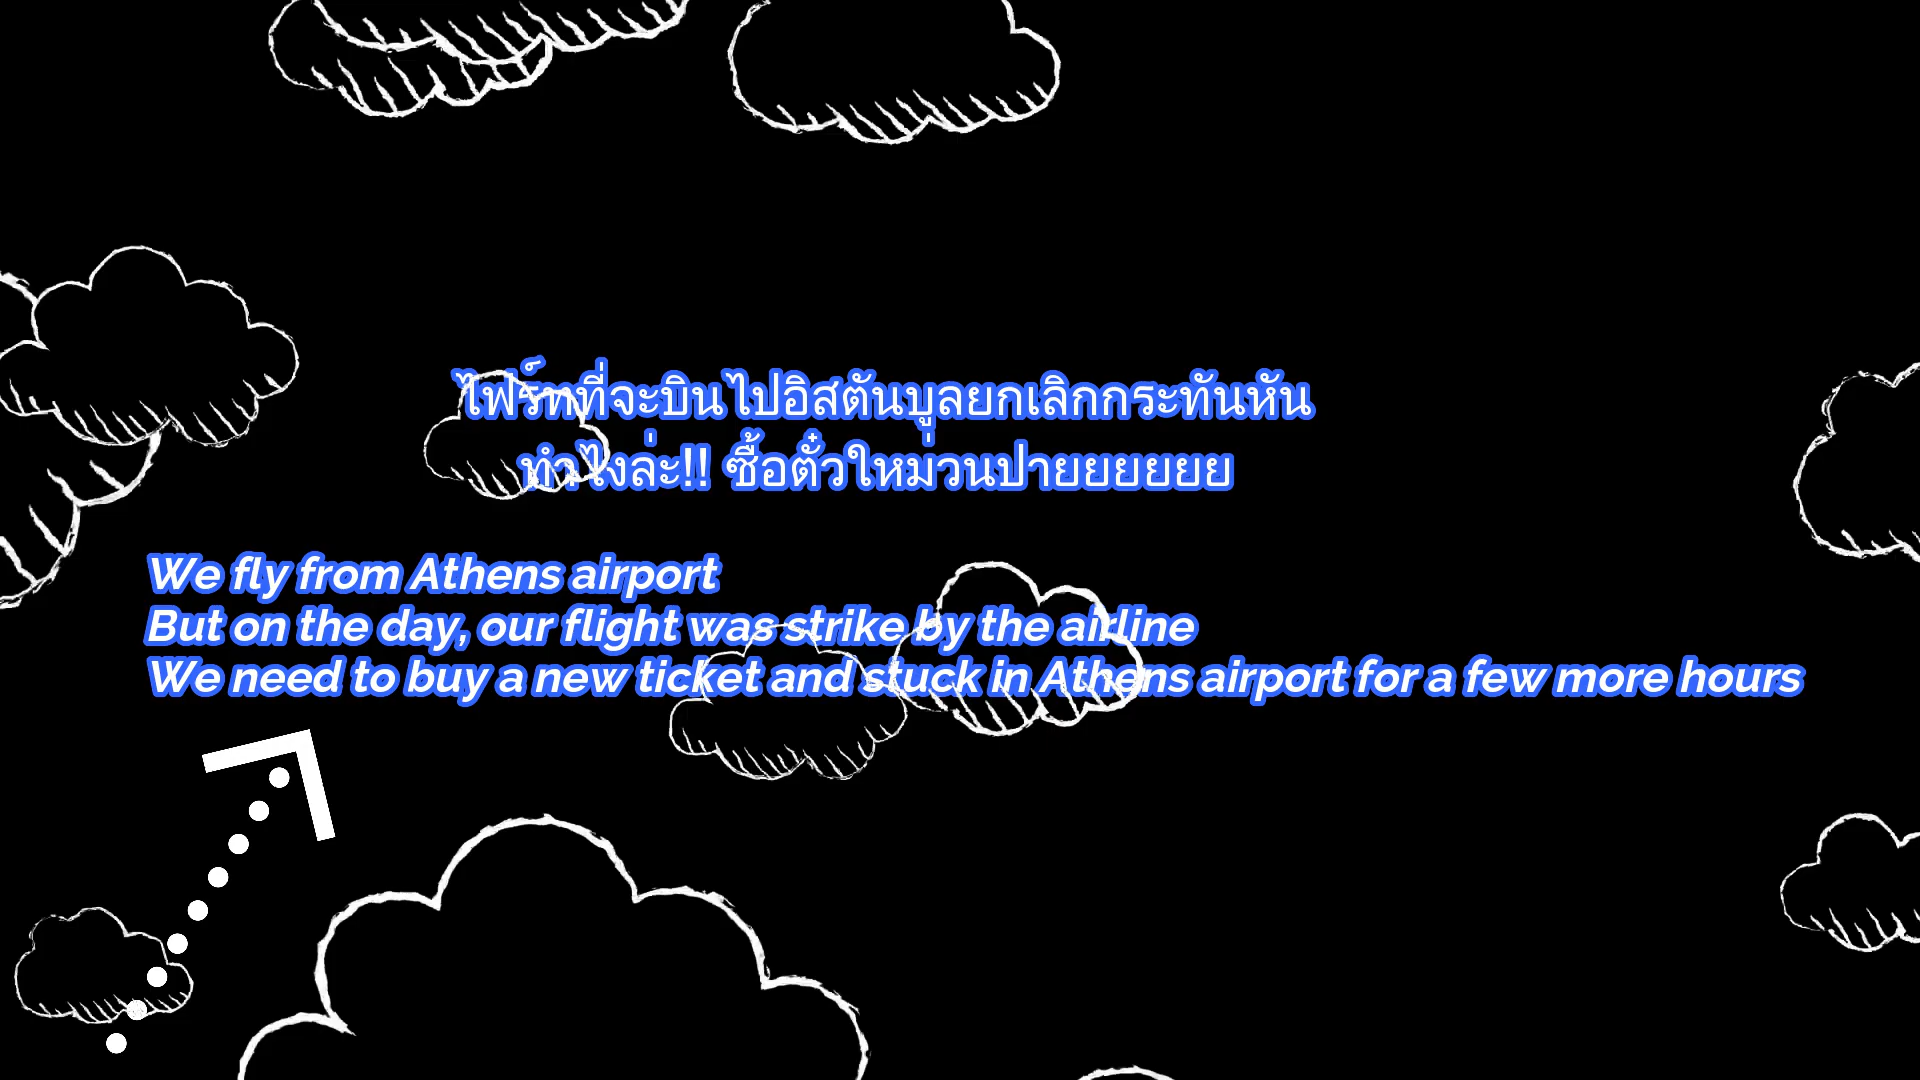 ไฟร์ทที่จะบินไปอิสตันบูลยกเลิกกระทันหัน
ทำไงล่ะ!! ซื้อตั๋วใหม่วนปายยยยยย
We fly from Athens airport
But on the day, our flight was strike by the airline
We need to buy a new ticket and stuck in Athens airport for a few more hours